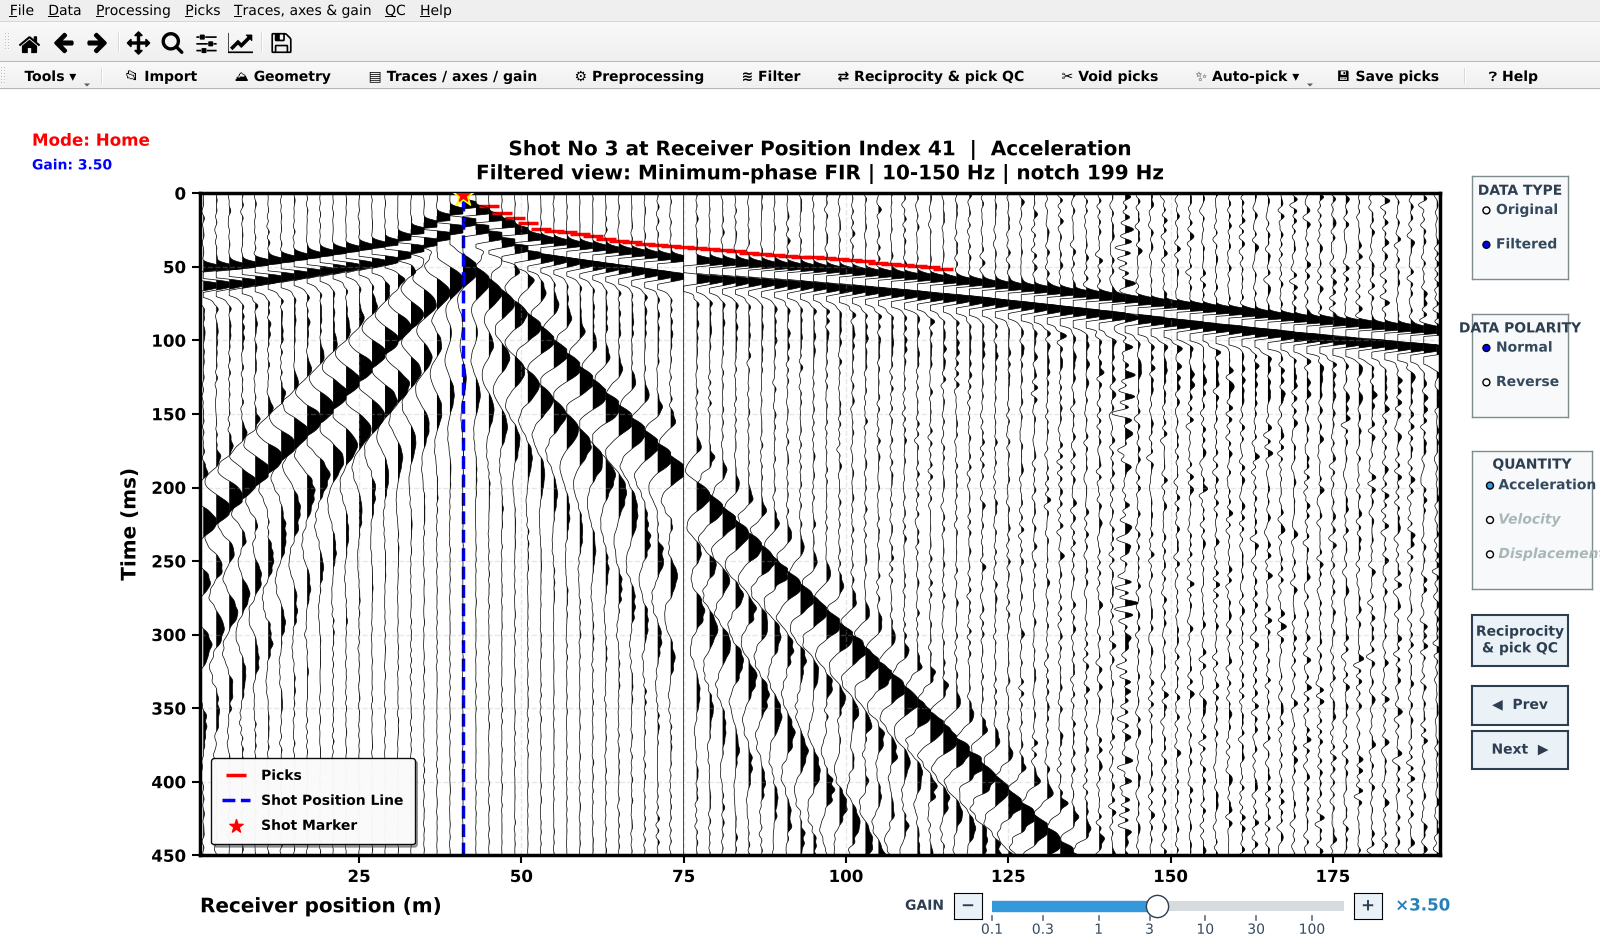 File Data Processing Picks Traces, axes & gain QC Help
Tools ▾ Import Geometry Traces / axes / gain Preprocessing Filter Reciprocity & pick QC Void picks Auto-pick ▾ Save picks ? Help
Mode: Home
Gain: 3.50
Shot No 3 at Receiver Position Index 41 | Acceleration
Filtered view: Minimum-phase FIR | 10-150 Hz | notch 199 Hz
0
50
100
150
200
250
300
350
400
450
Time (ms)
25 50 75 100 125 150 175
Receiver position (m)
Picks
Shot Position Line
Shot Marker
DATA TYPE
Original
Filtered
DATA POLARITY
Normal
Reverse
QUANTITY
Acceleration
Velocity
Displacemen
Reciprocity
& pick QC
◀ Prev
Next ▶
GAIN − + ×3.50
0.1 0.3 1 3 10 30 100